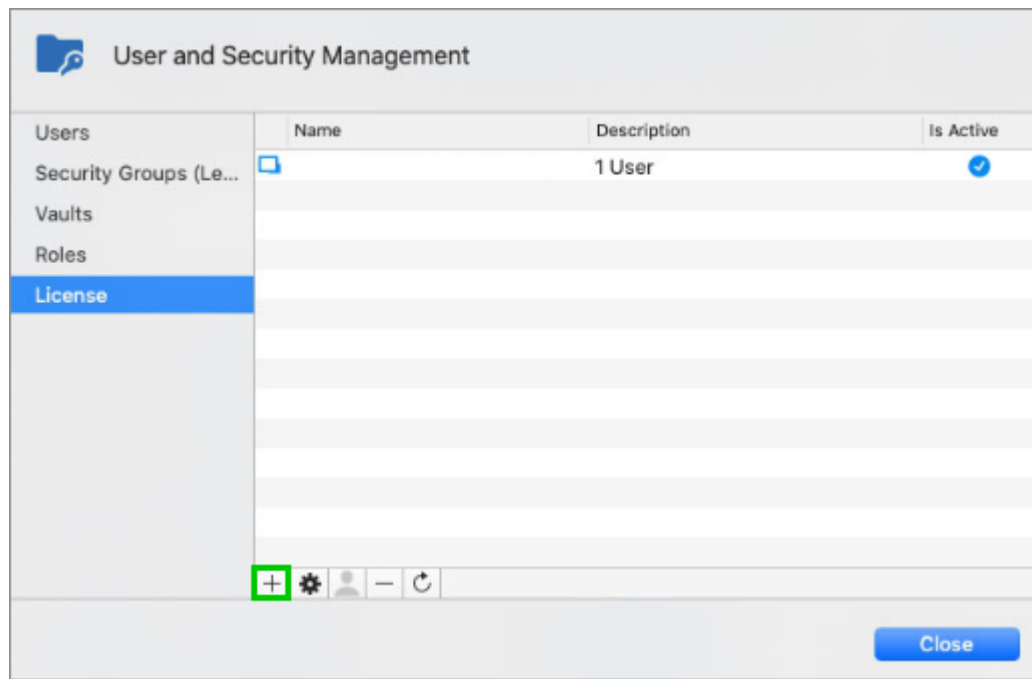 User and Security Management
Users
Security Groups (Le...
Vaults
Roles
License
Name Description Is Active
1 User
Close